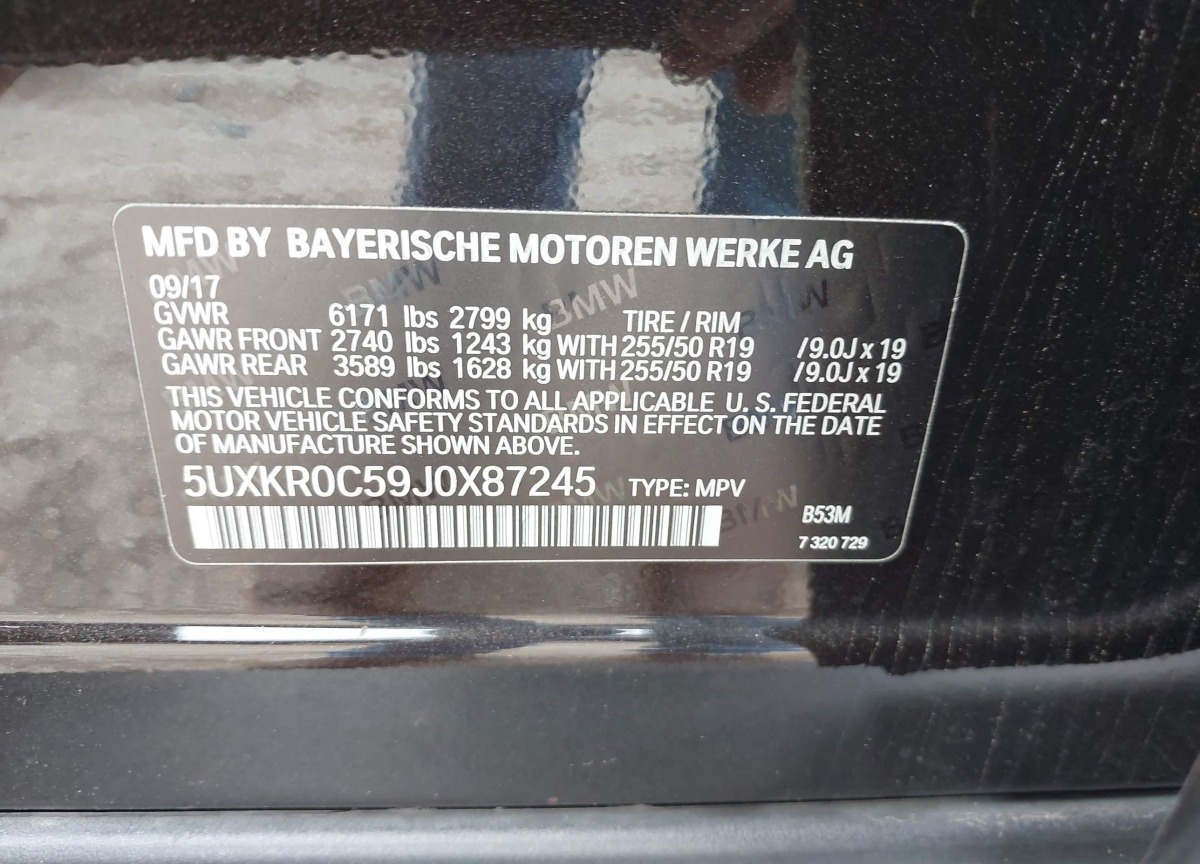 MFD BY BAYERISCHE MOTOREN WERKE AG
09/17
GVWR 6171 lbs 2799 kg TIRE / RIM
GAWR FRONT 2740 lbs 1243 kg WITH 255/50 R19 /9.0J x 19
GAWR REAR 3589 lbs 1628 kg WITH 255/50 R19 /9.0J x 19
THIS VEHICLE CONFORMS TO ALL APPLICABLE U. S. FEDERAL
MOTOR VEHICLE SAFETY STANDARDS IN EFFECT ON THE DATE
OF MANUFACTURE SHOWN ABOVE.
5UXKR0C59J0X87245 TYPE: MPV
B53M
7 320 729
BMW
BMW